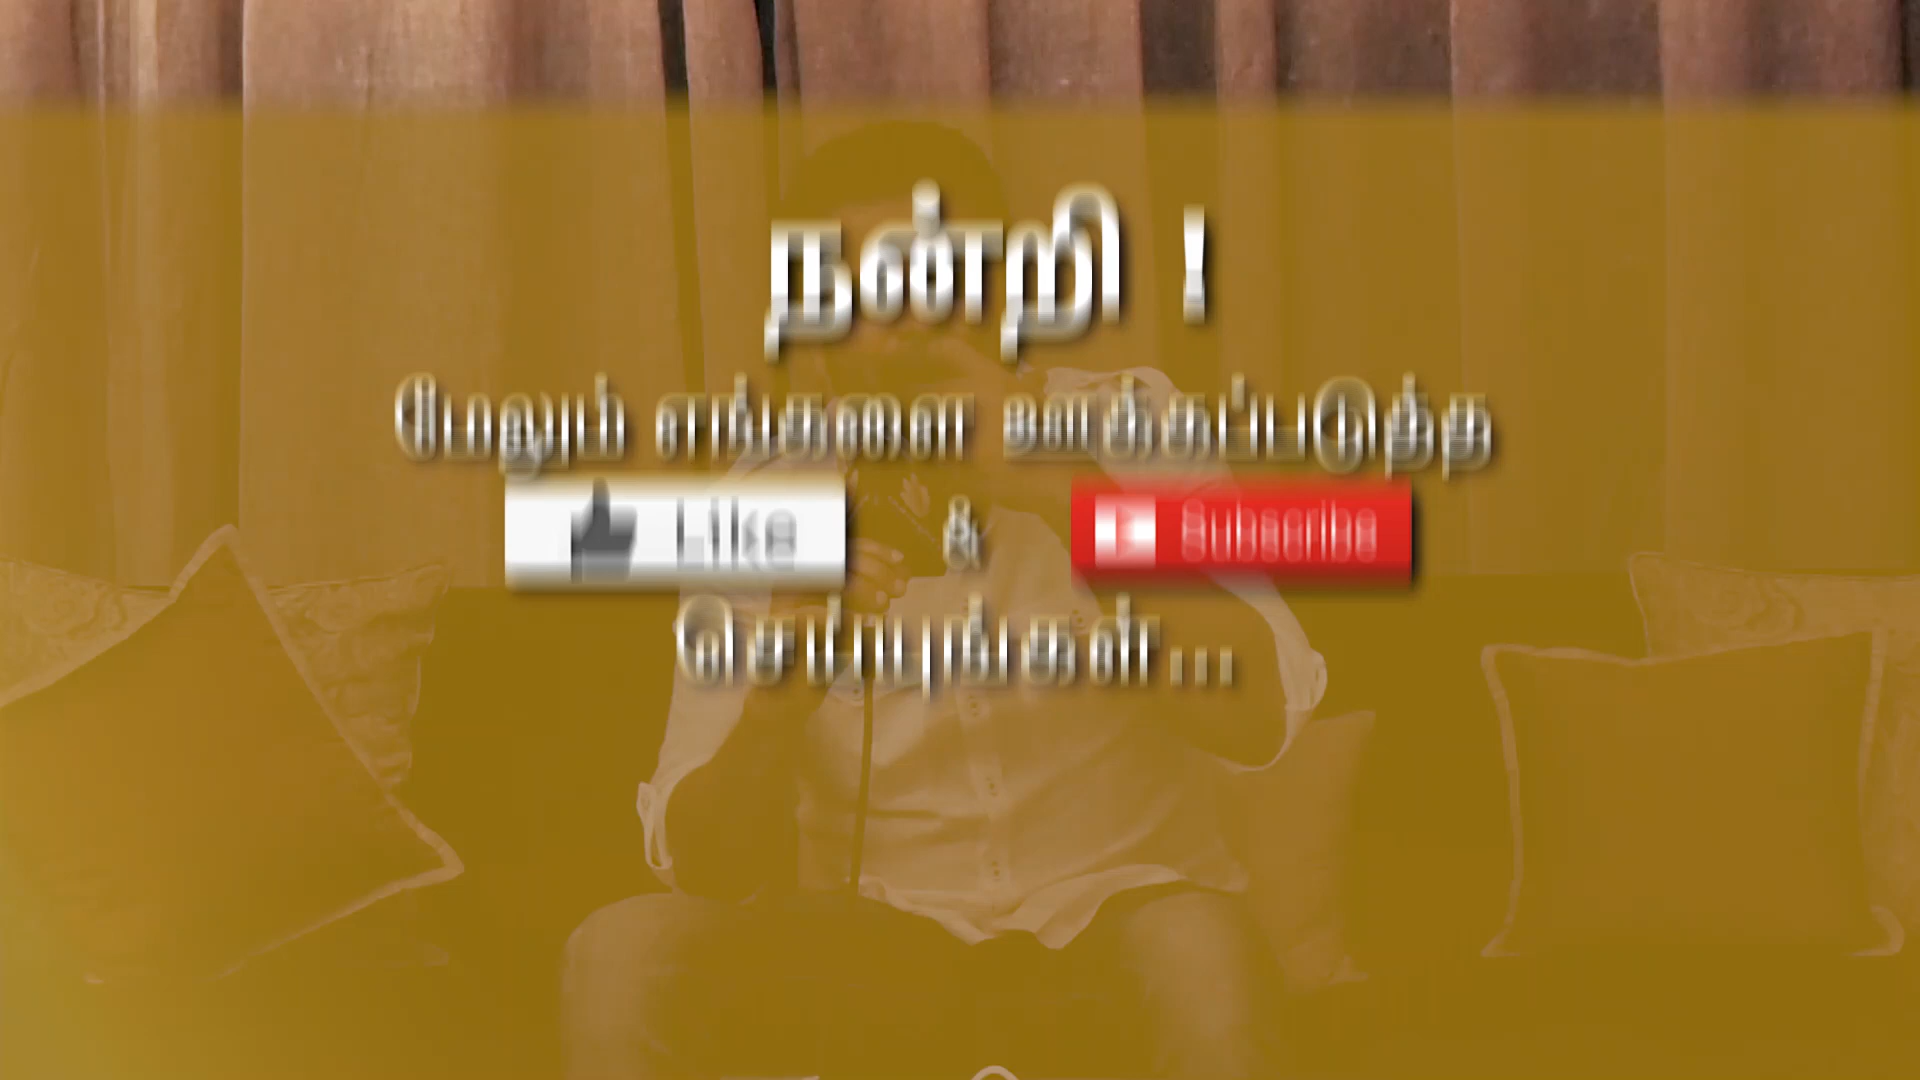 நன்றி !
மேலும் எங்களை ஊக்கப்படுத்த
Like & Subscribe
செய்யுங்கள்...